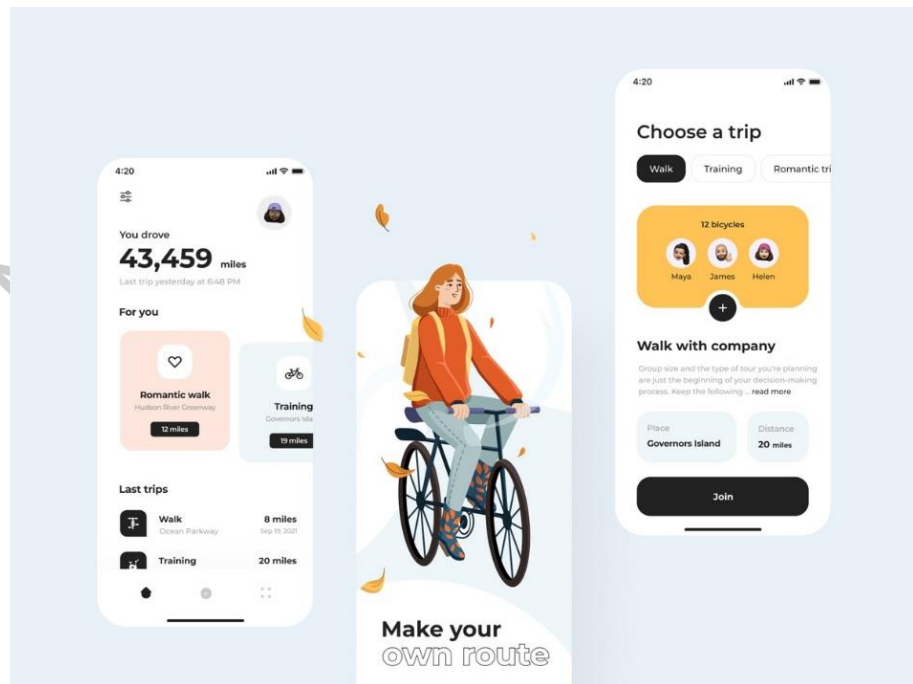 4:20
You drove
43,459 miles
Last trip yesterday at 6:48 PM
For you
Romantic walk
Hudson River Greenway
12 miles
Training
Governors Isla
19 miles
Last trips
Walk
8 miles
Ocean Parkway
Sep 19, 2021
Training
20 miles
Make your
own route
4:20
Choose a trip
Walk
Training
Romantic tri
12 bicycles
Maya
James
Helen
+
Walk with company
Group size and the type of tour you're planning
are just the beginning of your decision-making
process. Keep the following ... read more
Place
Governors Island
Distance
20 miles
Join